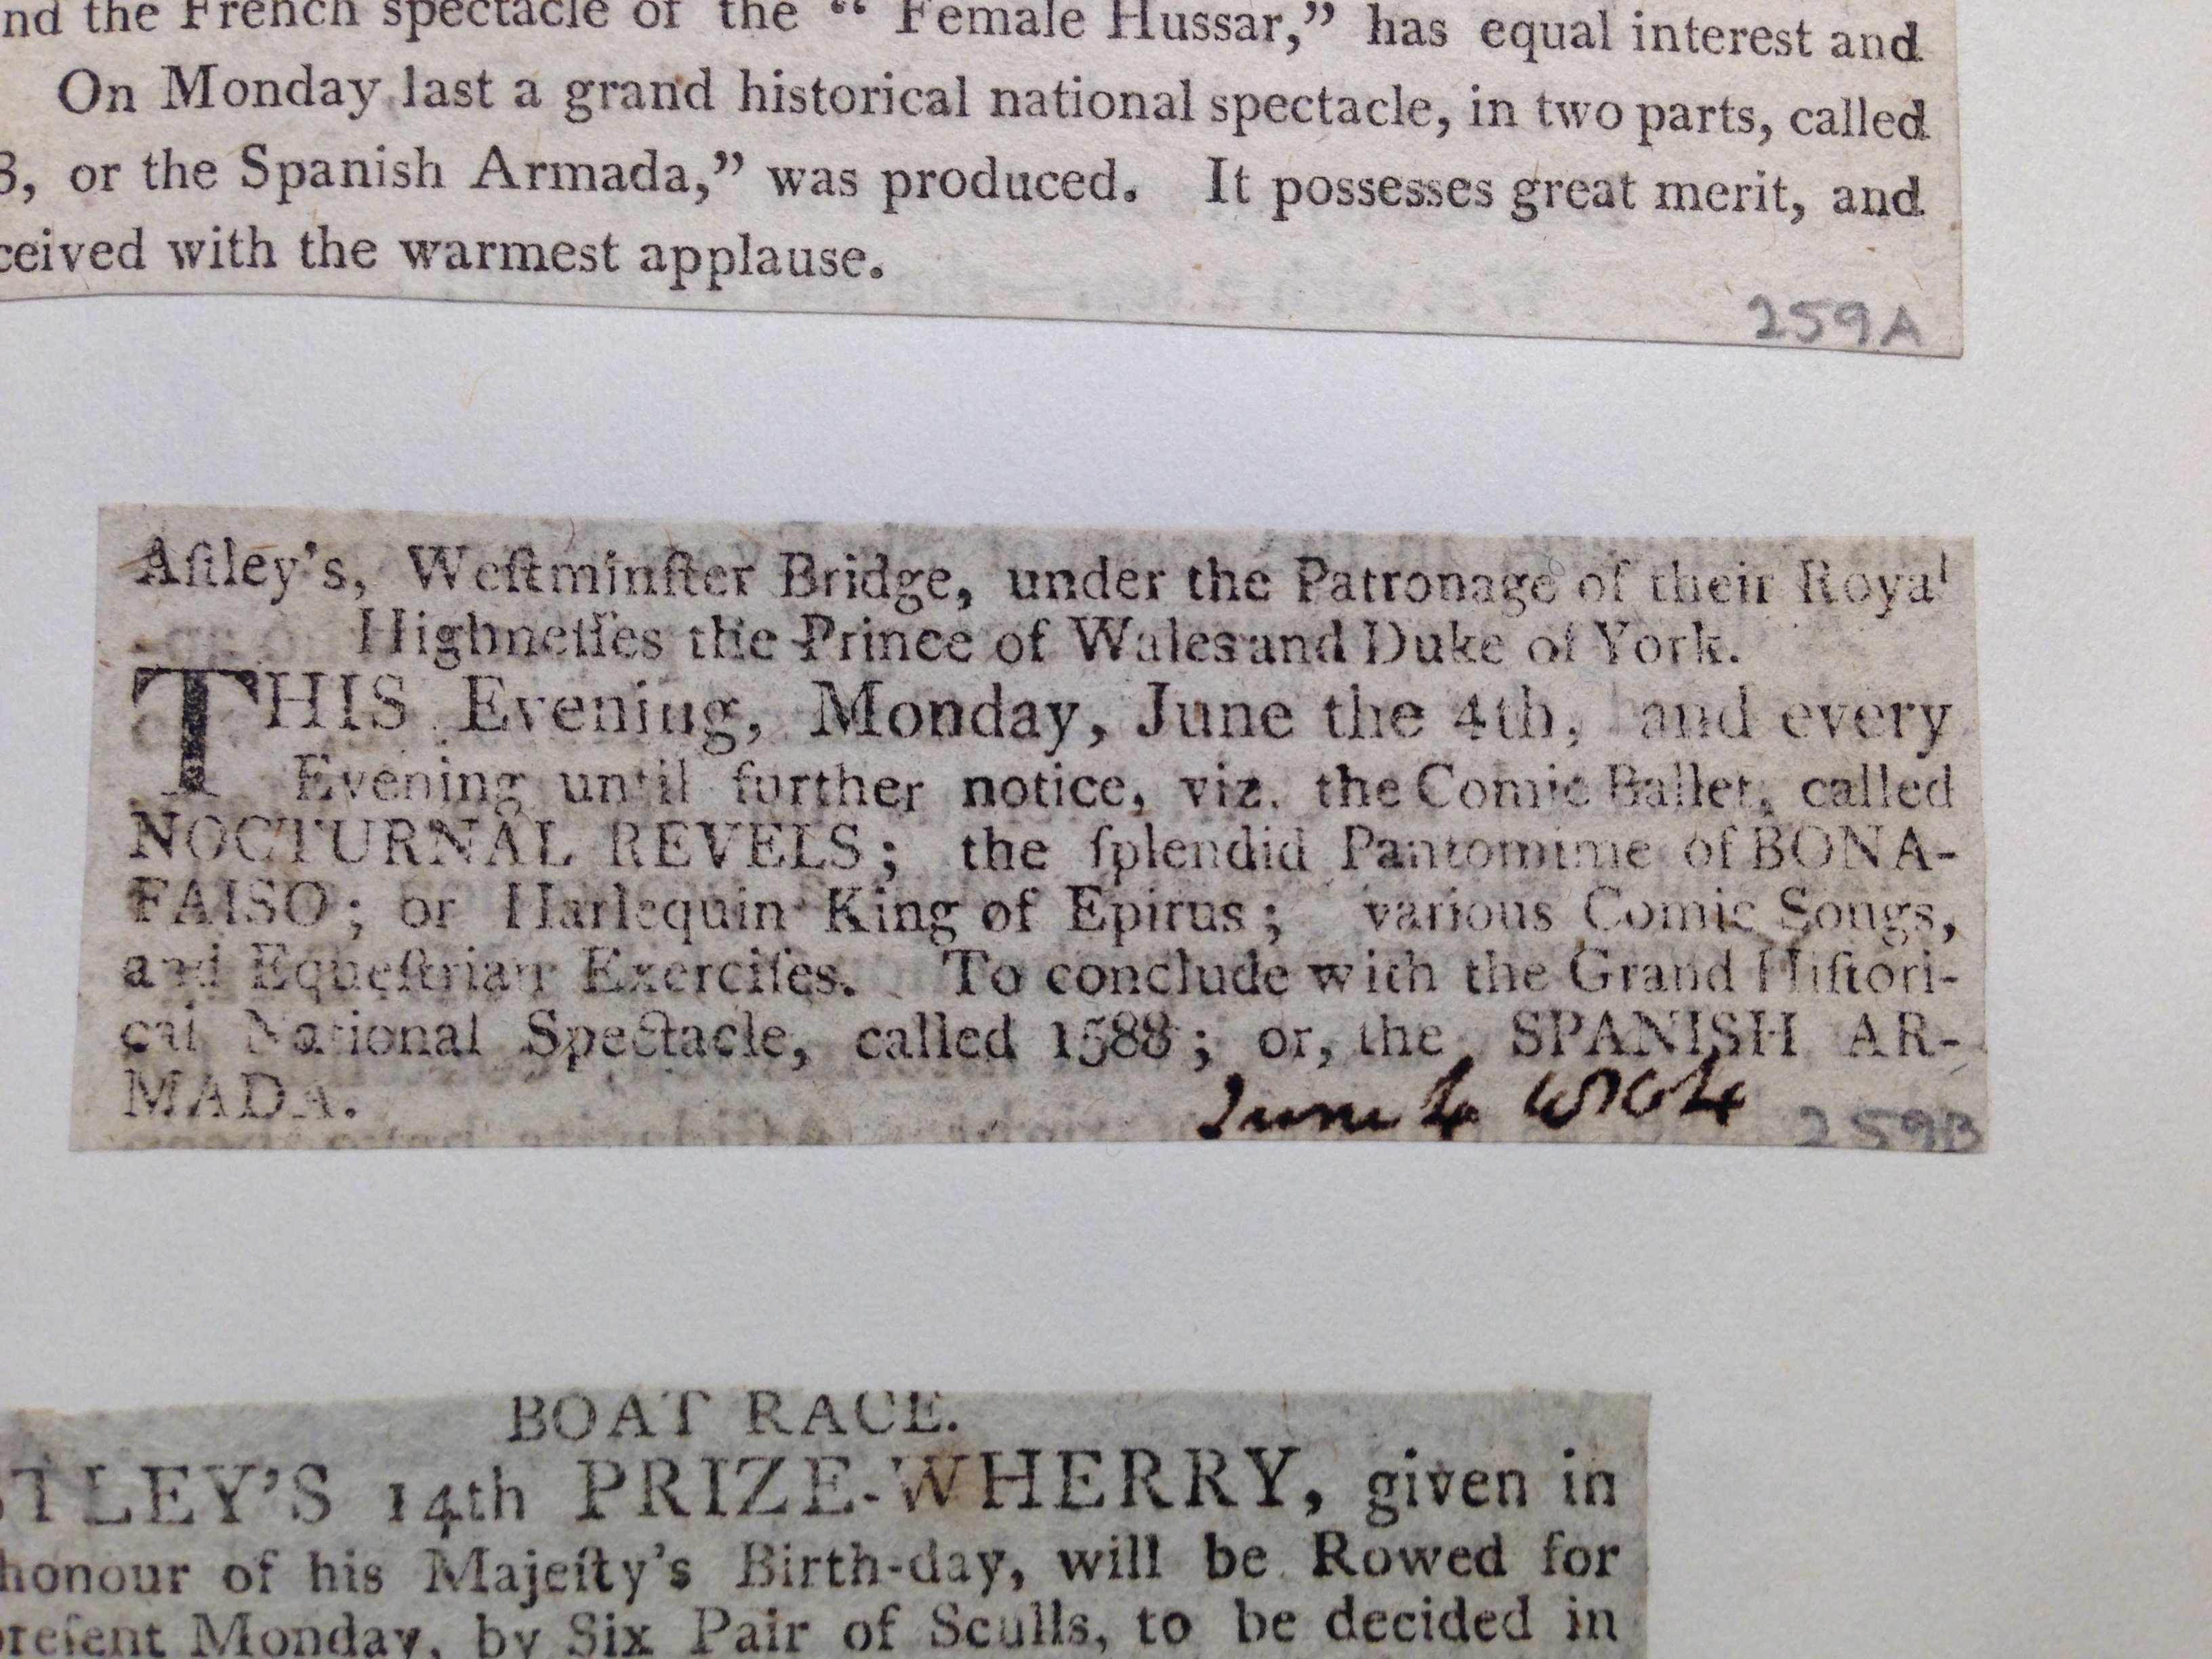 nd the French spectacle of the “ Female Hussar,” has equal interest and
On Monday last a grand historical national spectacle, in two parts, called
8, or the Spanish Armada,” was produced. It possesses great merit, and
ceived with the warmest applause.
259A
Aſtley's, Weſtminſter Bridge, under the Patronage of their Royal
Highneſſes the Prince of Wales and Duke of York.
THIS Evening, Monday, June the 4th, and every
Evening until further notice, viz. the Comic Ballet, called
NOCTURNAL REVELS; the ſplendid Pantomime of BONA-
FAISO; or Harlequin King of Epirus; various Comic Songs,
and Equeſtrian Exerciſes. To conclude with the Grand Hiſtori-
cal National Spectacle, called 1588; or, the SPANISH AR-
MADA.
June 4
259B
BOAT RACE.
STLEY'S 14th PRIZE-WHERRY, given in
honour of his Majeſty's Birth-day, will be Rowed for
preſent Monday, by Six Pair of Sculls, to be decided in